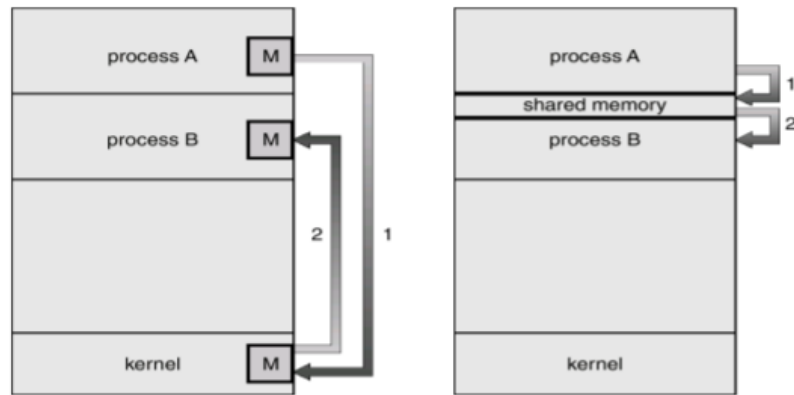 process A
M
process B
M
2
1
kernel
M
process A
1
shared memory
2
process B
kernel